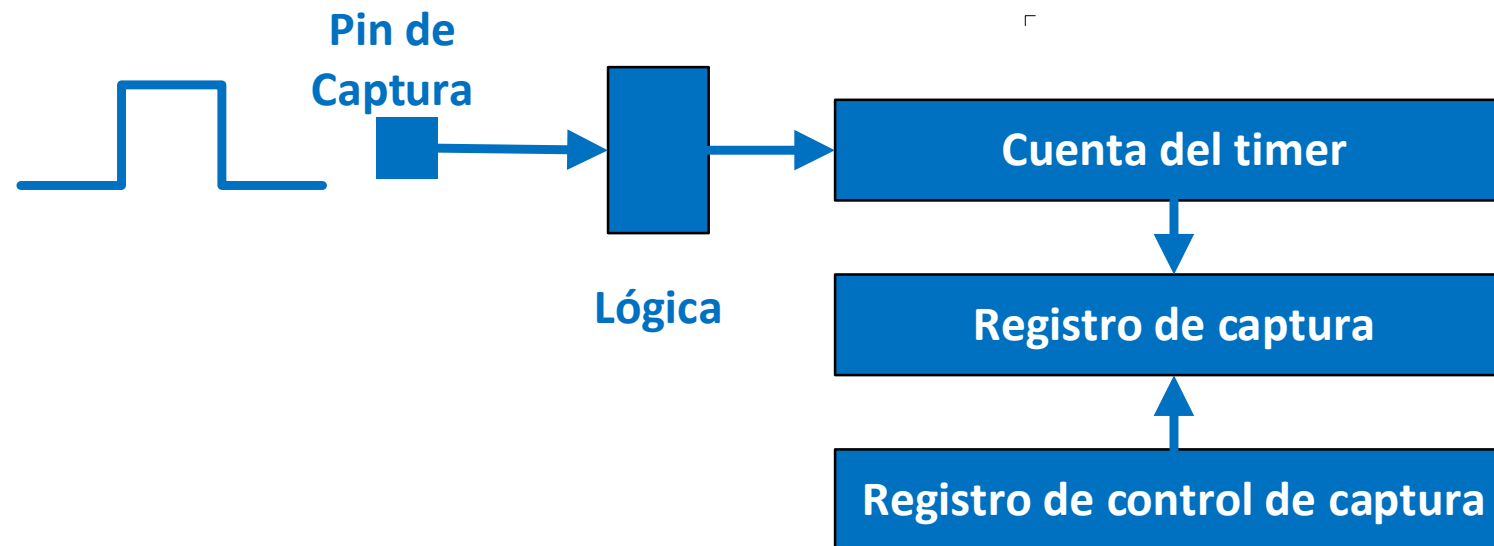 Pin de
Captura
Cuenta del timer
Lógica
Registro de captura
Registro de control de captura